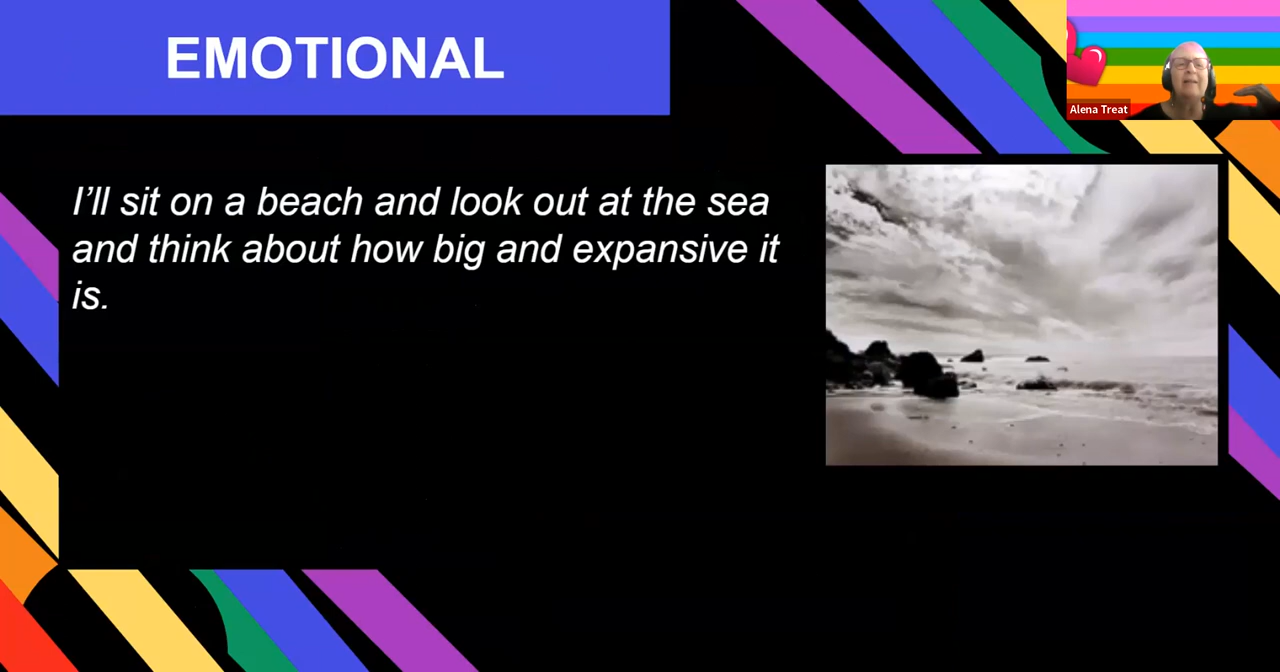 EMOTIONAL
Alena Treat
I’ll sit on a beach and look out at the sea
and think about how big and expansive it
is.